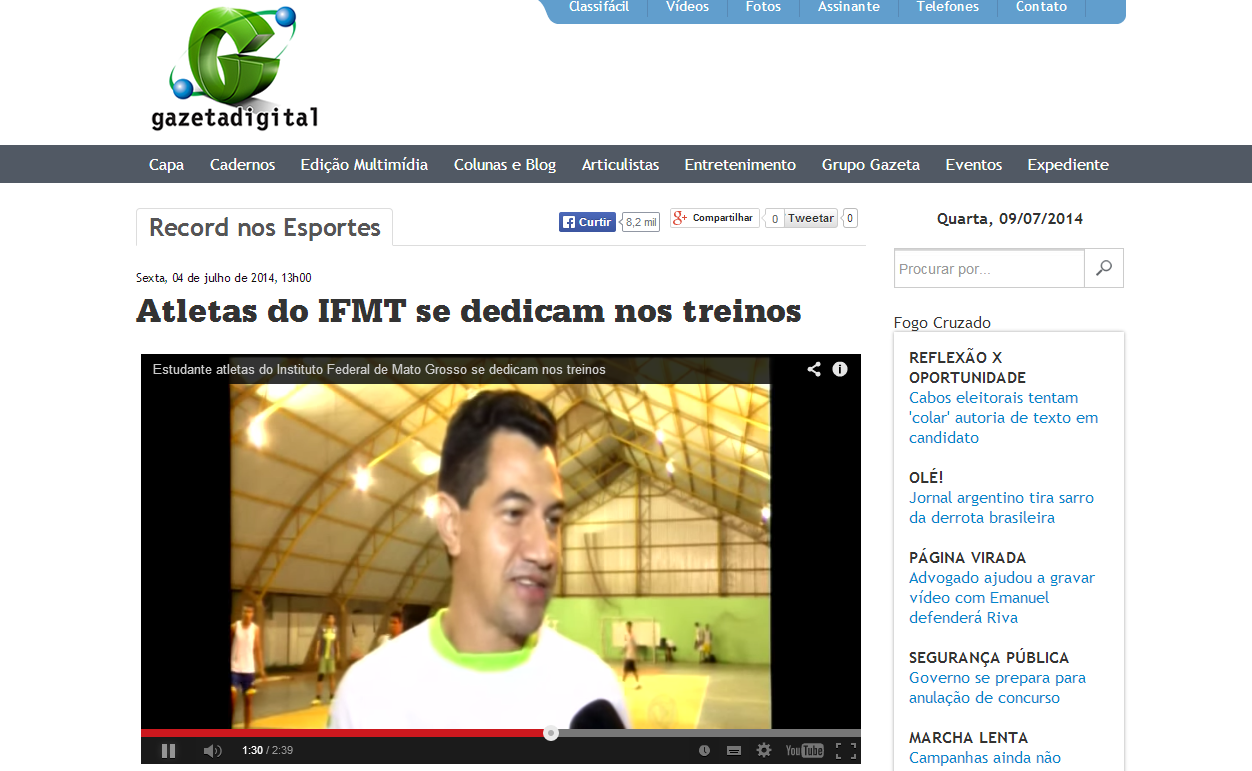 Classifácil Vídeos Fotos Assinante Telefones Contato
G
gazetadigital
Capa Cadernos Edição Multimídia Colunas e Blog Articulistas Entretenimento Grupo Gazeta Eventos Expediente
Record nos Esportes
Curtir 8,2 mil
g+ Compartilhar 0
Tweetar 0
Quarta, 09/07/2014
Procurar por...
Sexta, 04 de julho de 2014, 13h00
Atletas do IFMT se dedicam nos treinos
Estudante atletas do Instituto Federal de Mato Grosso se dedicam nos treinos
1:30 / 2:39
YouTube
Fogo Cruzado
REFLEXÃO X
OPORTUNIDADE
Cabos eleitorais tentam
'colar' autoria de texto em
candidato
OLÉ!
Jornal argentino tira sarro
da derrota brasileira
PÁGINA VIRADA
Advogado ajudou a gravar
vídeo com Emanuel
defenderá Riva
SEGURANÇA PÚBLICA
Governo se prepara para
anulação de concurso
MARCHA LENTA
Campanhas ainda não